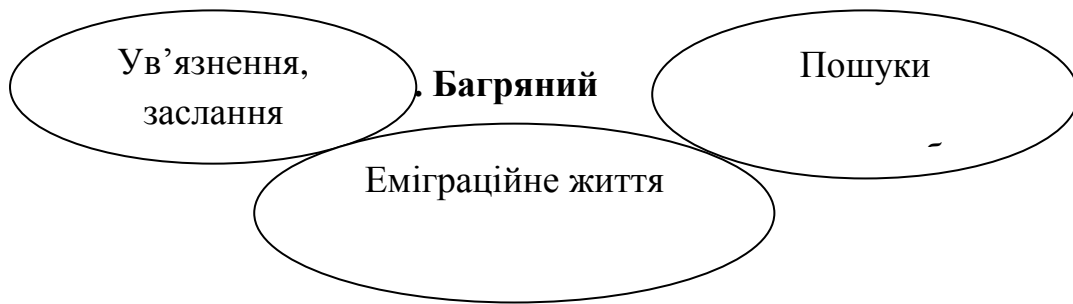 Ув’язнення,
заслання
. Багряний
Пошуки
-
Еміграційне життя